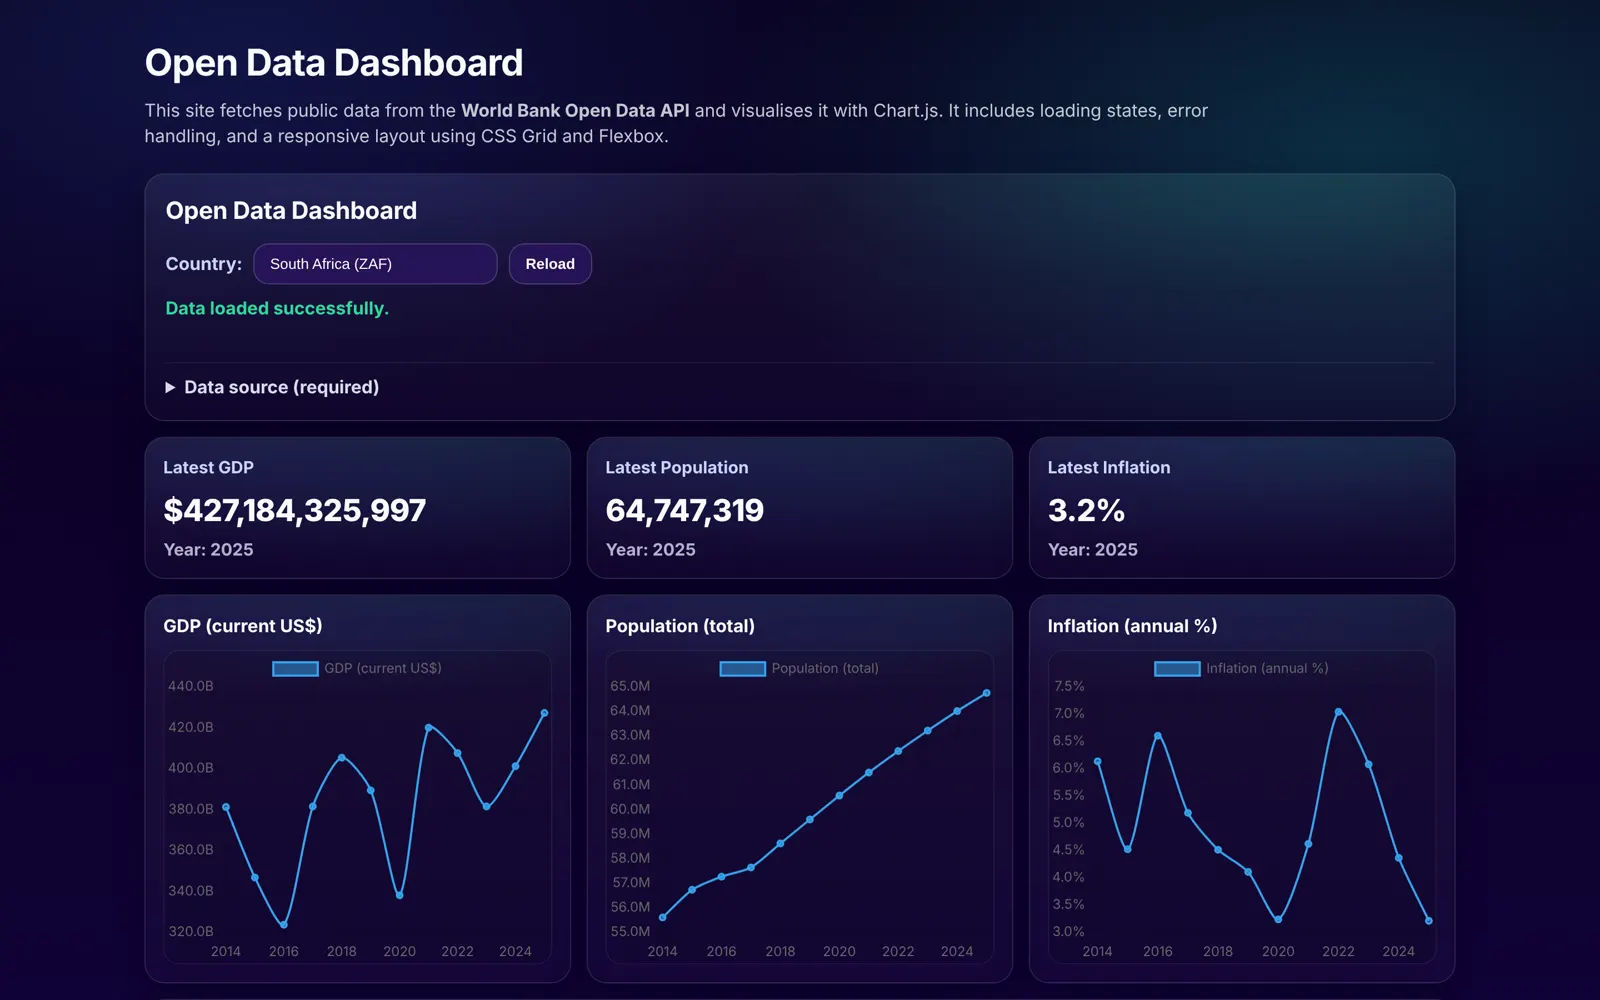 Open Data Dashboard
This site fetches public data from the World Bank Open Data API and visualises it with Chart.js. It includes loading states, error
handling, and a responsive layout using CSS Grid and Flexbox.
Open Data Dashboard
Country: South Africa (ZAF) Reload
Data loaded successfully.
Data source (required)
Latest GDP
$427,184,325,997
Year: 2025
Latest Population
64,747,319
Year: 2025
Latest Inflation
3.2%
Year: 2025
GDP (current US$)
GDP (current US$)
440.0B
420.0B
400.0B
380.0B
360.0B
340.0B
320.0B
2014 2016 2018 2020 2022 2024
Population (total)
Population (total)
65.0M
64.0M
63.0M
62.0M
61.0M
60.0M
59.0M
58.0M
57.0M
56.0M
55.0M
2014 2016 2018 2020 2022 2024
Inflation (annual %)
Inflation (annual %)
7.5%
7.0%
6.5%
6.0%
5.5%
5.0%
4.5%
4.0%
3.5%
3.0%
2014 2016 2018 2020 2022 2024